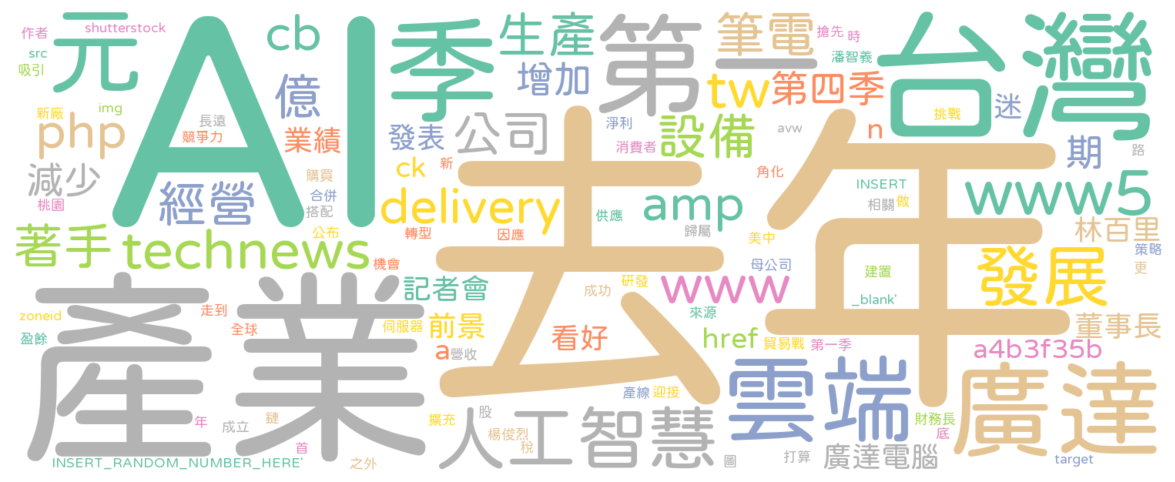 作者
shutterstock
src
吸引
元
AI
cb
季
生產
第一
筆電
搶先
時
潘智義
台灣
億
增加
tw
第四季
新廠
img
php
長遠
競爭力
業績
發表
公司
淨利
消費者
設備
avw
n
挑戰
迷
期
路
減少
桃園
購買
合併
搭配
經營
ck
新
角化
INSERT
相關
做
www5
著手
technews
公布
轉型
delivery
因應
供應
amp
歸屬
去年
美中
林百里
策略
更
機會
記者會
研發
成功
www
母公司
建置
_blank'
發展
zoneid
盈餘
產業
走到
全球
伺服器
前景
看好
來源
href
貿易戰
第一季
董事長
a
營收
a4b3f35b
年
成立
鏈
首
之外
擴充
股
楊俊烈
稅
人工智慧
產線
迎接
圖
雲端
打算
財務長
底
廣達
廣達電腦
target
INSERT_RANDOM_NUMBER_HERE'